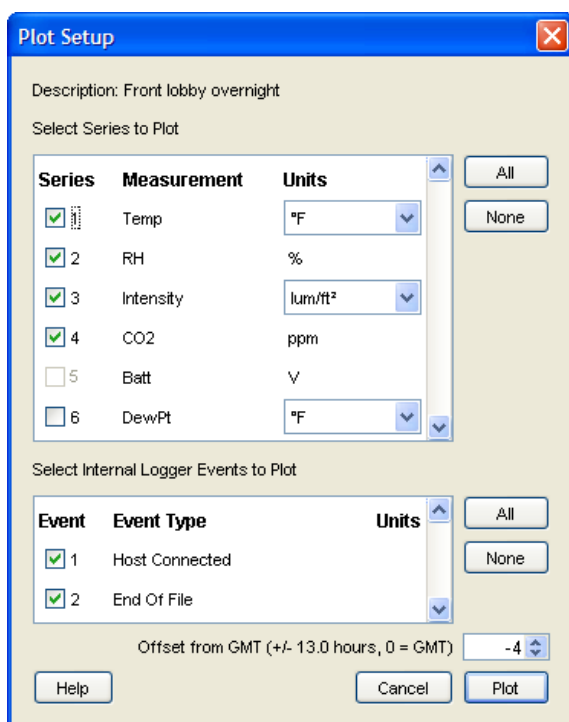 Plot Setup
Description: Front lobby overnight
Select Series to Plot
Series Measurement Units
1 Temp °F
2 RH %
3 Intensity lum/ft²
4 CO2 ppm
5 Batt V
6 DewPt °F
All
None
Select Internal Logger Events to Plot
Event Event Type Units
1 Host Connected
2 End Of File
All
None
Offset from GMT (+/- 13.0 hours, 0 = GMT) -4
Help Cancel Plot